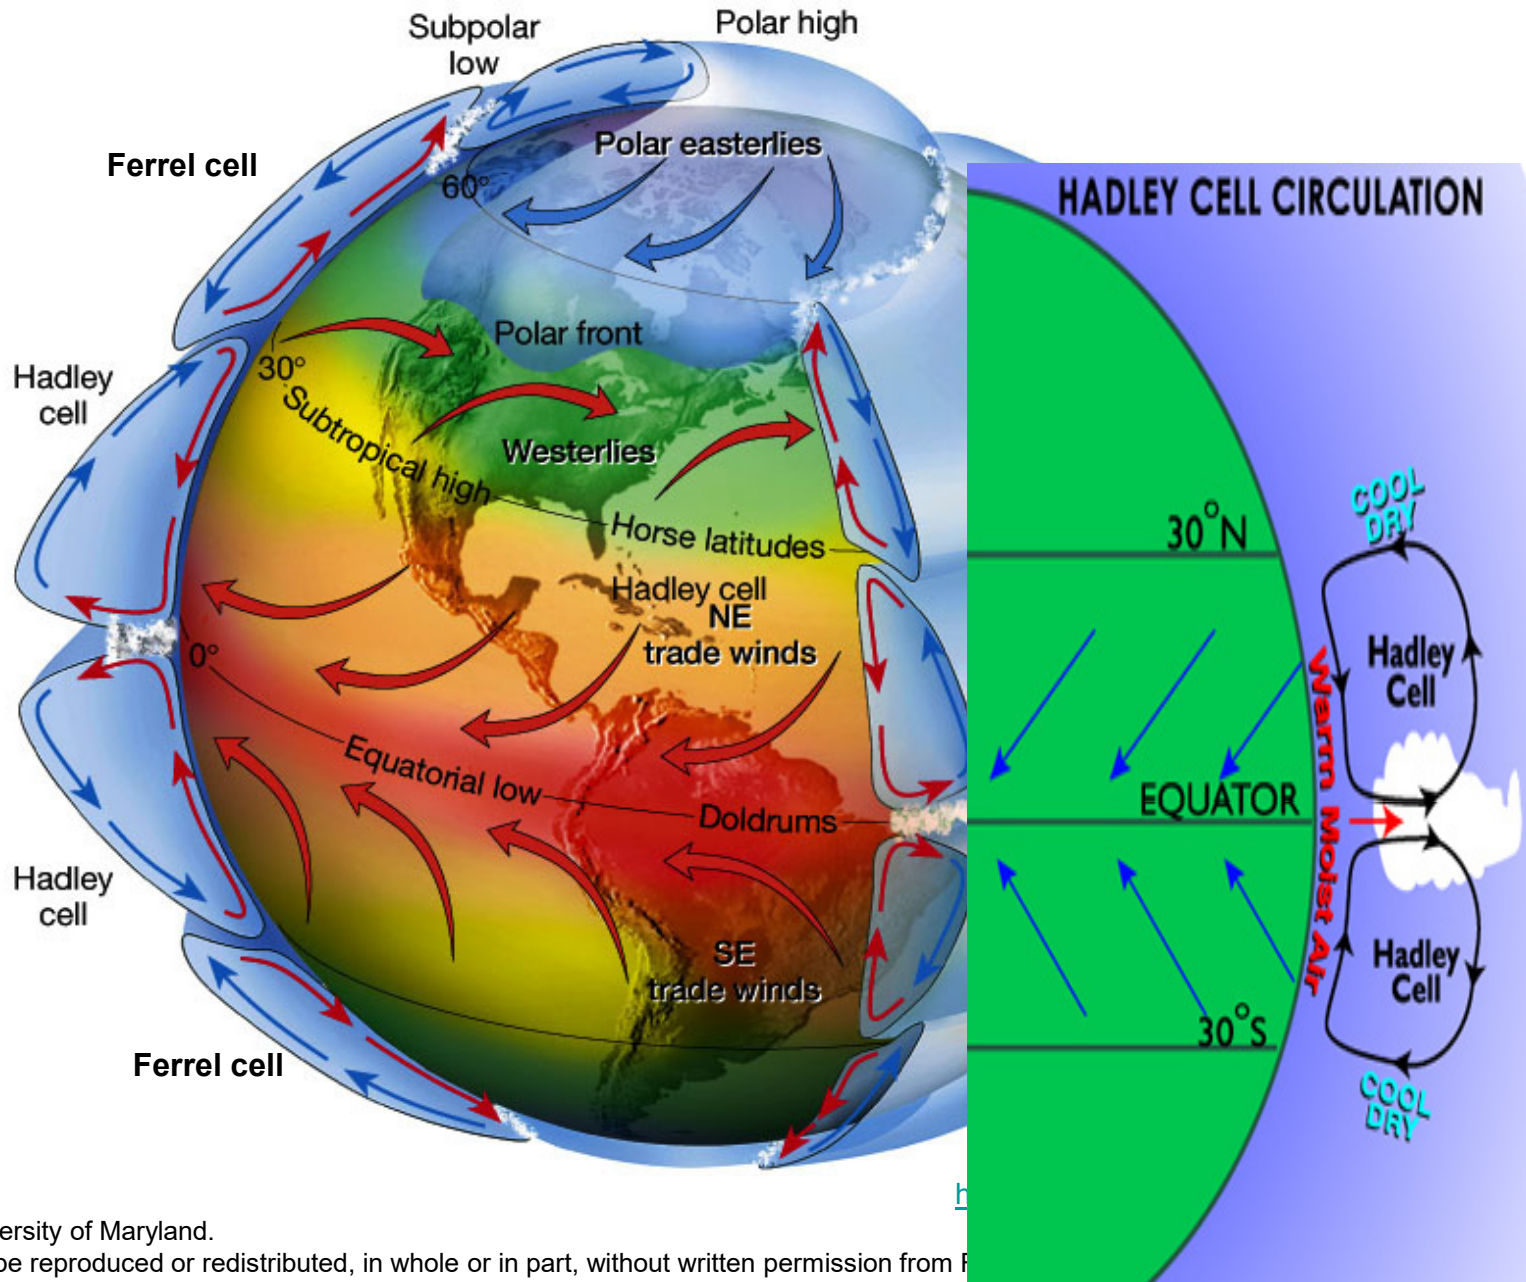 Subpolar
low
Polar high
Ferrel cell
Polar easterlies
60°
Polar front
30°
Hadley
cell
Subtropical high
Westerlies
Horse latitudes
Hadley cell
NE
trade winds
0°
Equatorial low
Doldrums
Hadley
cell
SE
trade winds
Ferrel cell
HADLEY CELL CIRCULATION
COOL
DRY
30°N
Hadley
Cell
Warm Moist Air
EQUATOR
Hadley
Cell
30°S
COOL
DRY
h
ersity of Maryland.
be reproduced or redistributed, in whole or in part, without written permission from